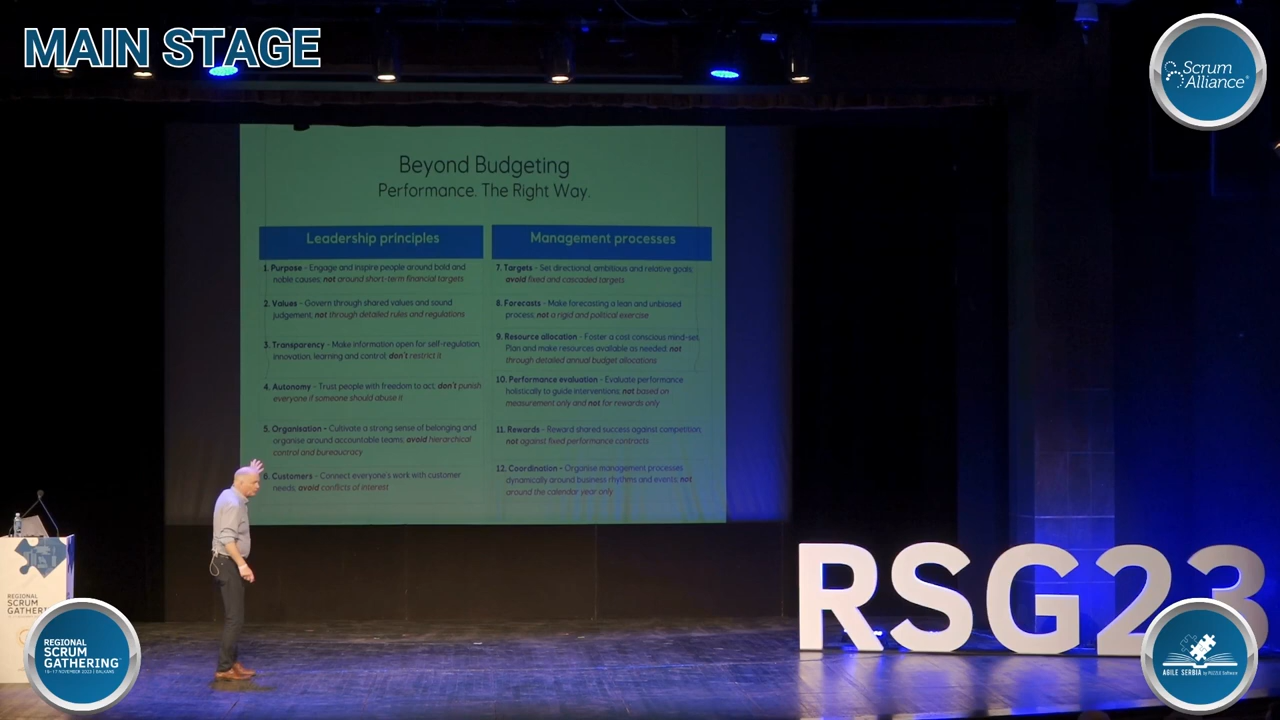 MAIN STAGE
Scrum
Alliance®
Beyond Budgeting
Performance. The Right Way.
Leadership principles
1. Purpose - Engage and inspire people around bold and
noble causes; not around short-term financial targets
2. Values - Govern through shared values and sound
judgement; not through detailed rules and regulations
3. Transparency - Make information open for self-regulation,
innovation, learning and control; don't restrict it
4. Autonomy - Trust people with freedom to act; don't punish
everyone if someone should abuse it
5. Organisation - Cultivate a strong sense of belonging and
organise around accountable teams; avoid hierarchical
control and bureaucracy
6. Customers - Connect everyone's work with customer
needs; avoid conflicts of interest
Management processes
7. Targets - Set directional, ambitious and relative goals;
avoid fixed and cascaded targets
8. Forecasts - Make forecasting a lean and unbiased
process; not a rigid and political exercise
9. Resource allocation - Foster a cost conscious mind-set.
Plan and make resources available as needed; not
through detailed annual budget allocations
10. Performance evaluation - Evaluate performance
holistically to guide interventions; not based on
measurement only and not for rewards only
11. Rewards - Reward shared success against competition;
not against fixed performance contracts
12. Coordination - Organise management processes
dynamically around business rhythms and events; not
around the calendar year only
RSG23
REGIONAL
SCRUM
GATHERI
REGIONAL
SCRUM
GATHERING
AGILE SERBIA by PUZZLE Software